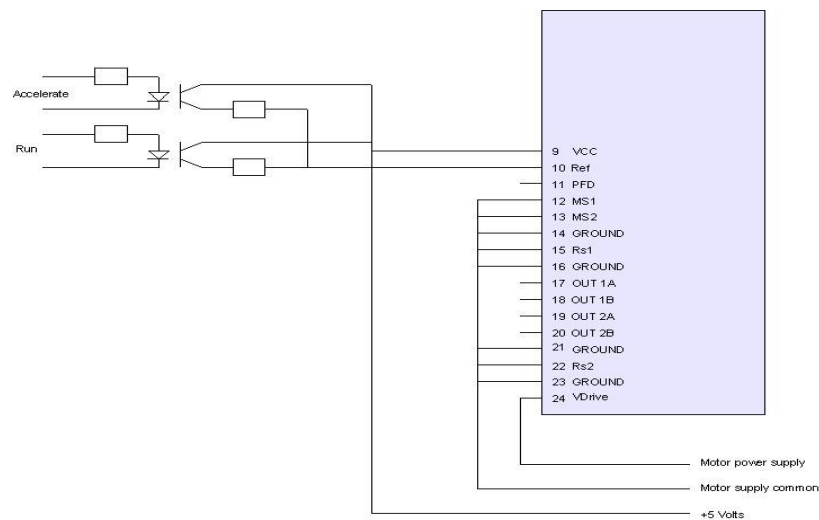 Accelerate
Run
9 VCC
10 Ref
11 PFD
12 MS1
13 MS2
14 GROUND
15 Rs1
16 GROUND
17 OUT 1A
18 OUT 1B
19 OUT 2A
20 OUT 2B
21 GROUND
22 Rs2
23 GROUND
24 VDrive
Motor power supply
Motor supply common
+5 Volts